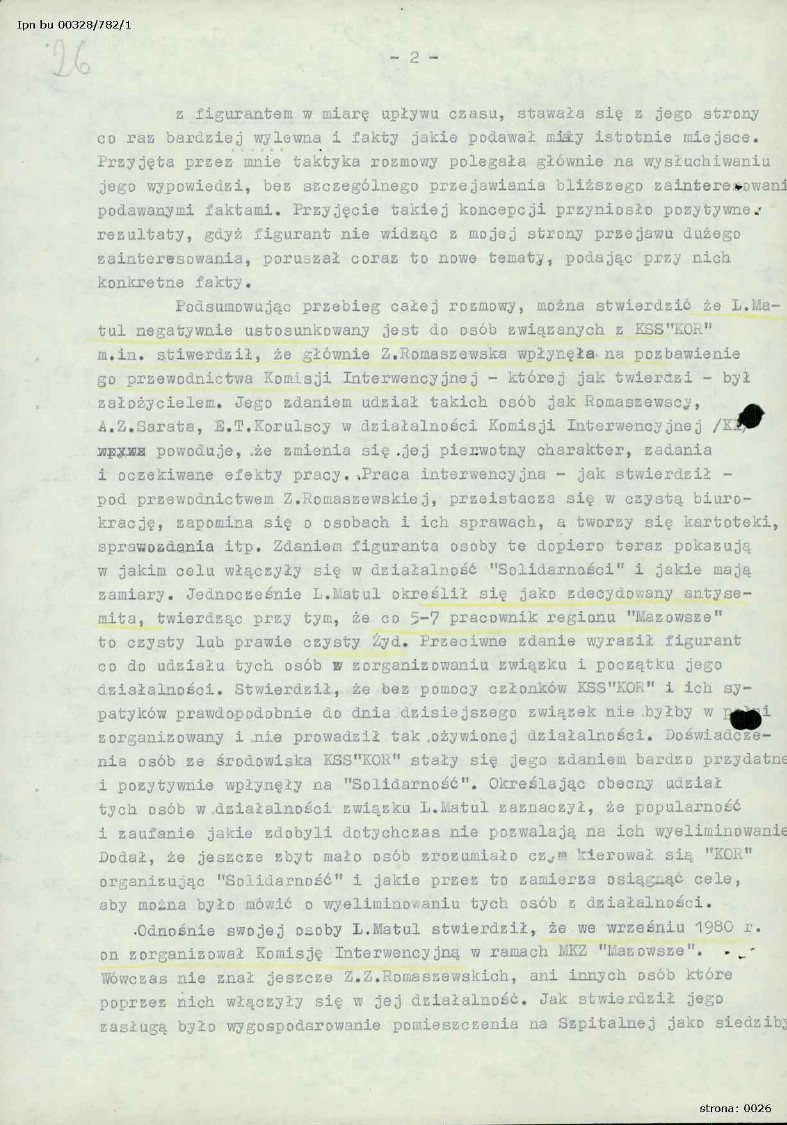 Ipn bu 00328/782/1
26
- 2 -
z figurantem w miarę upływu czasu, stawała się z jego strony
co raz bardziej wylewna i fakty jakie podawał miały istotnie miejsce.
Przyjęta przez mnie taktyka rozmowy polegała głównie na wysłuchiwaniu
jego wypowiedzi, bez szczególnego przejawiania bliższego zainteresowani
podawanymi faktami. Przyjęcie takiej koncepcji przyniosło pozytywne
rezultaty, gdyż figurant nie widząc z mojej strony przejawu dużego
zainteresowania, poruszał coraz to nowe tematy, podając przy nich
konkretne fakty.
Podsumowując przebieg całej rozmowy, można stwierdzić że L.Ma-
tul negatywnie ustosunkowany jest do osób związanych z KSS"KOR"
m.in. stiwerdził, że głównie Z.Romaszewska wpłynęła na pozbawienie
go przewodnictwa Komisji Interwencyjnej - której jak twierdzi - był
założycielem. Jego zdaniem udział takich osób jak Romaszewscy,
A.Z.Sarata, E.T.Korulscy w działalności Komisji Interwencyjnej
powoduje, że zmienia się jej pierwotny charakter, zadania
i oczekiwane efekty pracy. Praca interwencyjna - jak stwierdził -
pod przewodnictwem Z.Romaszewskiej, przeistacza się w czystą biuro-
krację, zapomina się o osobach i ich sprawach, a tworzy się kartoteki,
sprawozdania itp. Zdaniem figuranta osoby te dopiero teraz pokazują
w jakim celu włączyły się w działalność "Solidarności" i jakie mają
zamiary. Jednocześnie L.Matul określił się jako zdecydowany antyse-
mita, twierdząc przy tym, że co 5-7 pracownik regionu "Mazowsze"
to czysty lub prawie czysty Żyd. Przeciwne zdanie wyraził figurant
co do udziału tych osób w zorganizowaniu związku i początku jego
działalności. Stwierdził, że bez pomocy członków KSS"KOR" i ich sy-
patyków prawdopodobnie do dnia dzisiejszego związek nie byłby w pełni
zorganizowany i nie prowadził tak ożywionej działalności. Doświadcze-
nia osób ze środowiska KSS"KOR" stały się jego zdaniem bardzo przydatne
i pozytywnie wpłynęły na "Solidarność". Określając obecny udział
tych osób w działalności związku L.Matul zaznaczył, że popularność
i zaufanie jakie zdobyli dotychczas nie pozwalają na ich wyeliminowanie
Dodał, że jeszcze zbyt mało osób zrozumiało czym kierował sią "KOR"
organizując "Solidarność" i jakie przez to zamierza osiągnąć cele,
aby można było mówić o wyeliminowaniu tych osób z działalności.
Odnośnie swojej osoby L.Matul stwierdził, że we wrześniu 1980 r.
on zorganizował Komisję Interwencyjną w ramach MKZ "Mazowsze".
Wówczas nie znał jeszcze Z.Z.Romaszewskich, ani innych osób które
poprzez nich włączyły się w jej działalność. Jak stwierdził jego
zasługą było wygospodarowanie pomieszczenia na Szpitalnej jako siedziby
strona: 0026